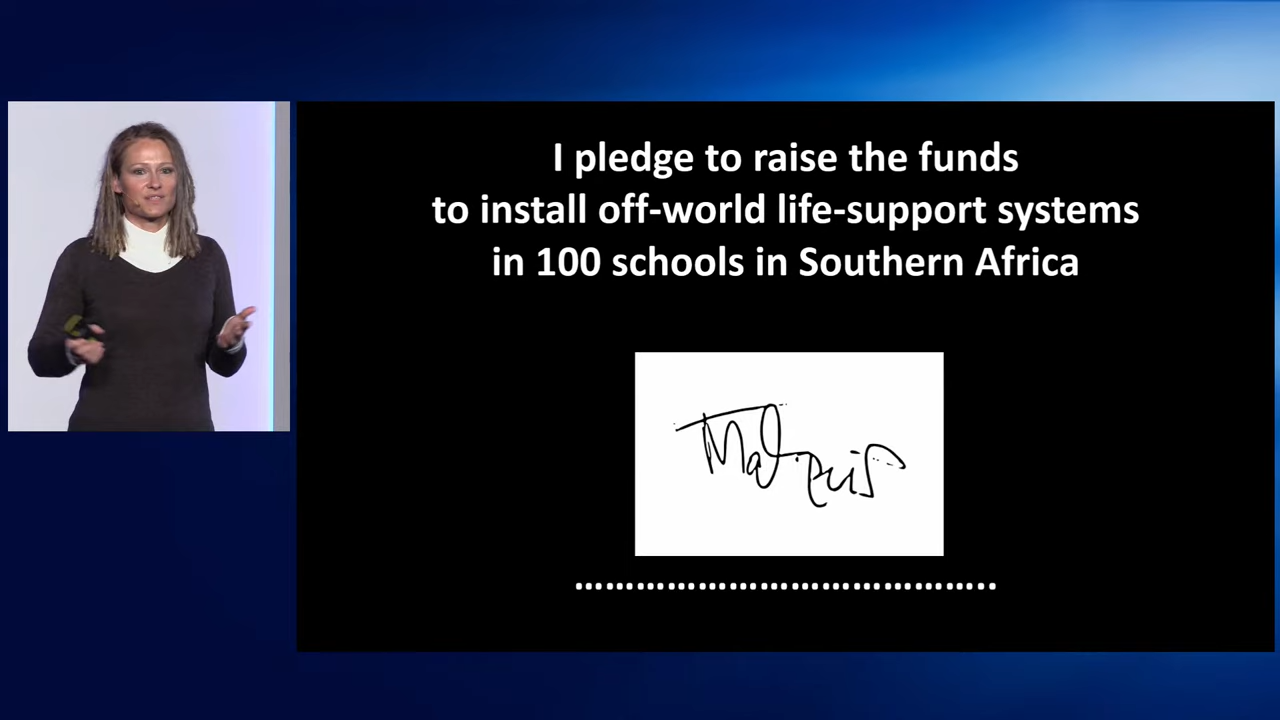 I pledge to raise the funds
to install off-world life-support systems
in 100 schools in Southern Africa